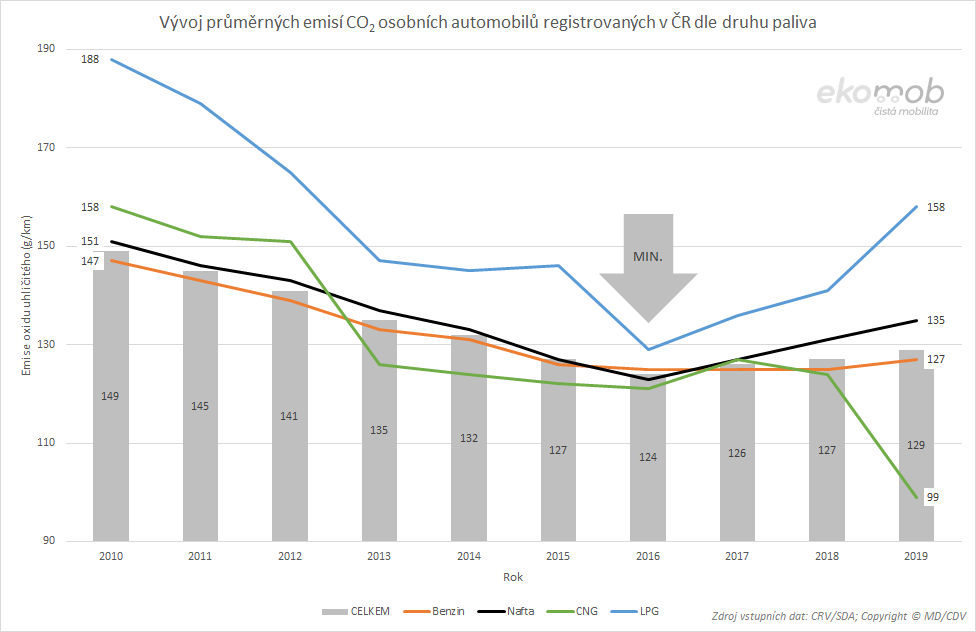 Vývoj průměrných emisí CO2 osobních automobilů registrovaných v ČR dle druhu paliva
190
188
ekomob
čistá mobilita
170
158
158
151
150
147
MIN.
135
130
127
149
145
141
135
132
127
124
126
127
129
110
99
90
Emise oxidu uhličitého (g/km)
2010 2011 2012 2013 2014 2015 2016 2017 2018 2019
Rok
CELKEM Benzin Nafta CNG LPG
Zdroj vstupních dat: CRV/SDA; Copyright © MD/CDV